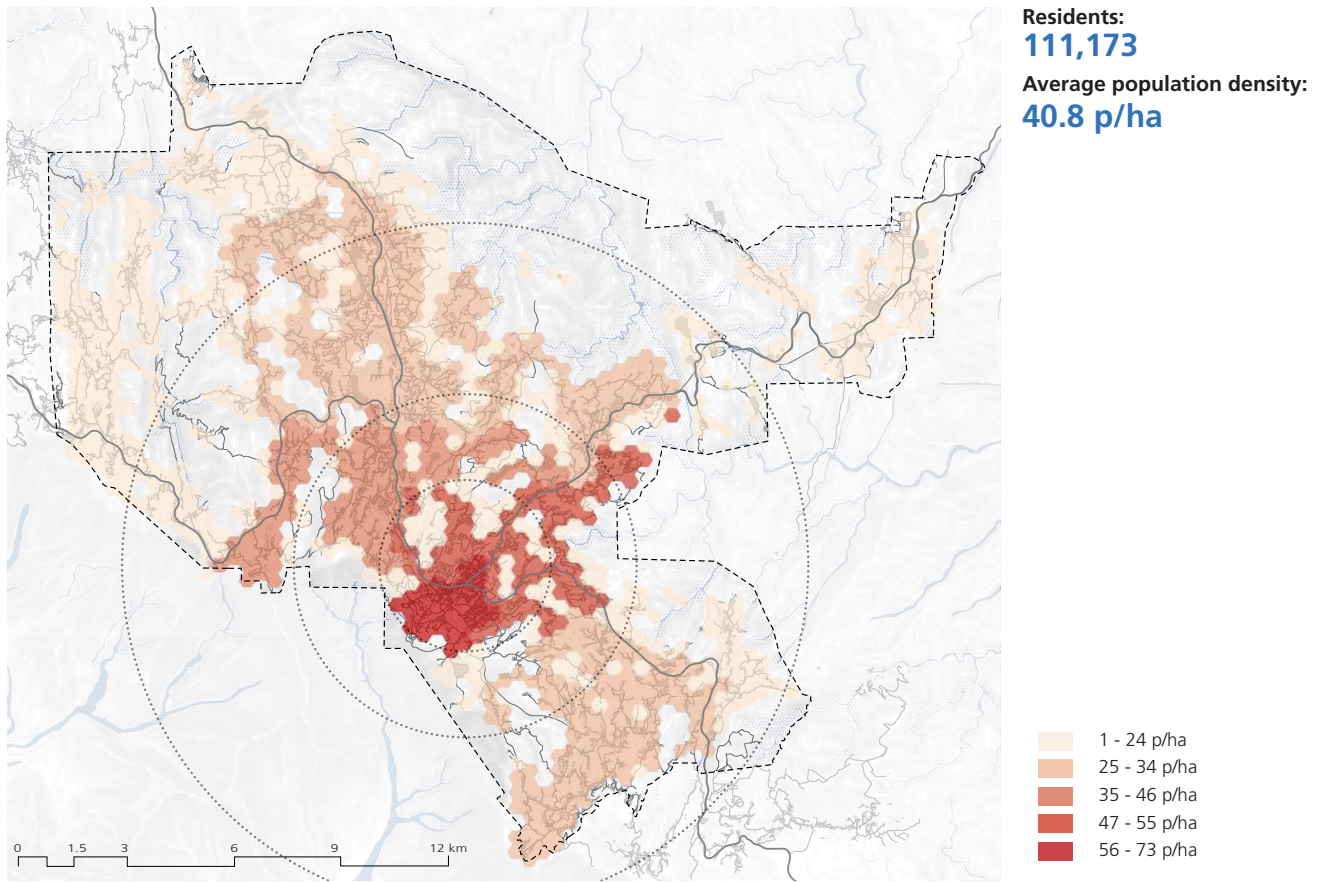 Residents:
111,173
Average population density:
40.8 p/ha
1 - 24 p/ha
25 - 34 p/ha
35 - 46 p/ha
47 - 55 p/ha
56 - 73 p/ha
0 1.5 3 6 9 12 km